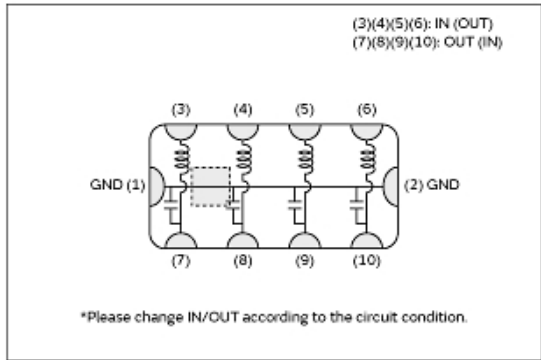 (3)(4)(5)(6): IN (OUT)
(7)(8)(9)(10): OUT (IN)
(3) (4) (5) (6)
GND (1) (2) GND
(7) (8) (9) (10)
*Please change IN/OUT according to the circuit condition.